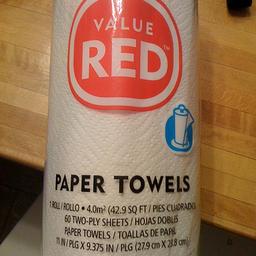 VALUE
RED™
PAPER TOWELS
1 ROLL / ROLLO • 4.0m² (42.9 SQ FT / PIES CUADRADOS
60 TWO-PLY SHEETS / HOJAS DOBLES
PAPER TOWELS / TOALLAS DE PAPEL
11 IN / PLG X 9.375 IN / PLG (27.9 cm X 23.8 cm)